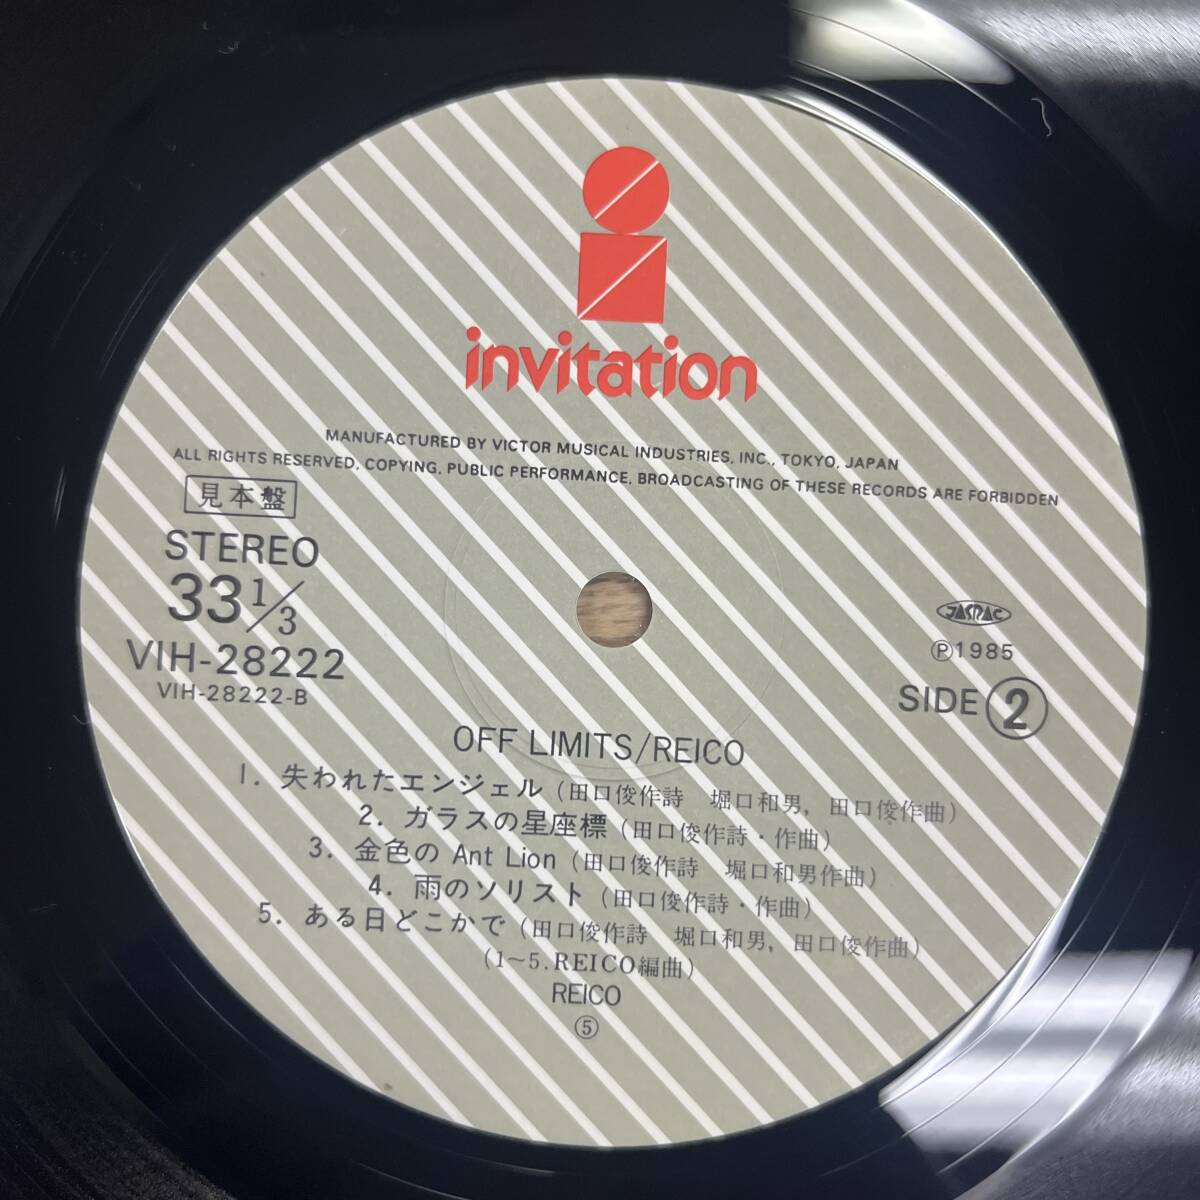 invitation
MANUFACTURED BY VICTOR MUSICAL INDUSTRIES, INC., TOKYO, JAPAN
ALL RIGHTS RESERVED. COPYING, PUBLIC PERFORMANCE, BROADCASTING OF THESE RECORDS ARE FORBIDDEN
見本盤
STEREO
33 1/3
VIH-28222
VIH-28222-B
JASRAC
Ⓟ1985
SIDE ②
OFF LIMITS/REICO
1. 失われたエンジェル (田口俊作詩 堀口和男, 田口俊作曲)
2. ガラスの星座標 (田口俊作詩・作曲)
3. 金色の Ant Lion (田口俊作詩 堀口和男作曲)
4. 雨のソリスト (田口俊作詩・作曲)
5. ある日どこかで (田口俊作詩 堀口和男, 田口俊作曲)
(1~5. REICO編曲)
REICO
⑤